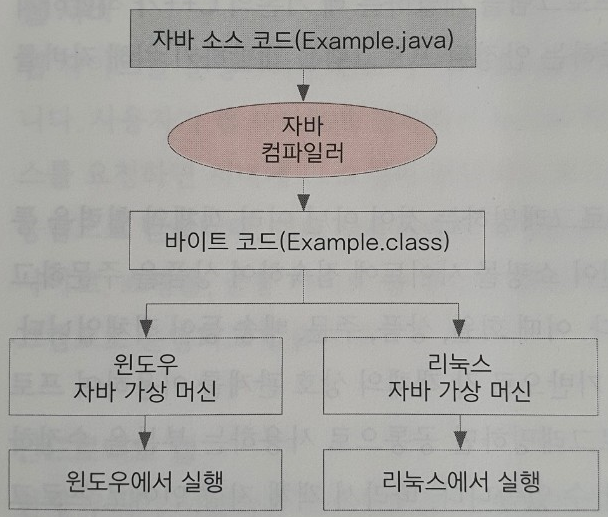 자바 소스 코드(Example.java)
자바
컴파일러
바이트 코드(Example.class)
윈도우
자바 가상 머신
리눅스
자바 가상 머신
윈도우에서 실행
리눅스에서 실행